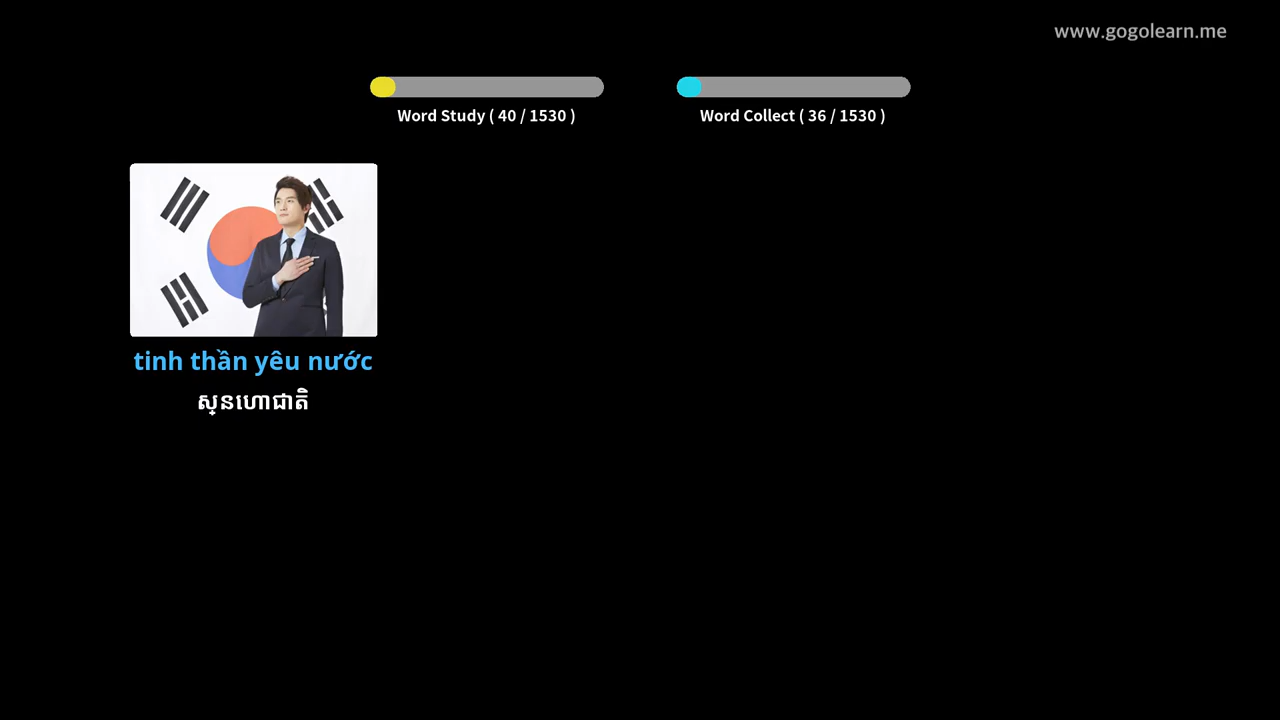 www.gogolearn.me
Word Study ( 40 / 1530 )
Word Collect ( 36 / 1530 )
tinh thần yêu nước
ស្នេហាជាតិ